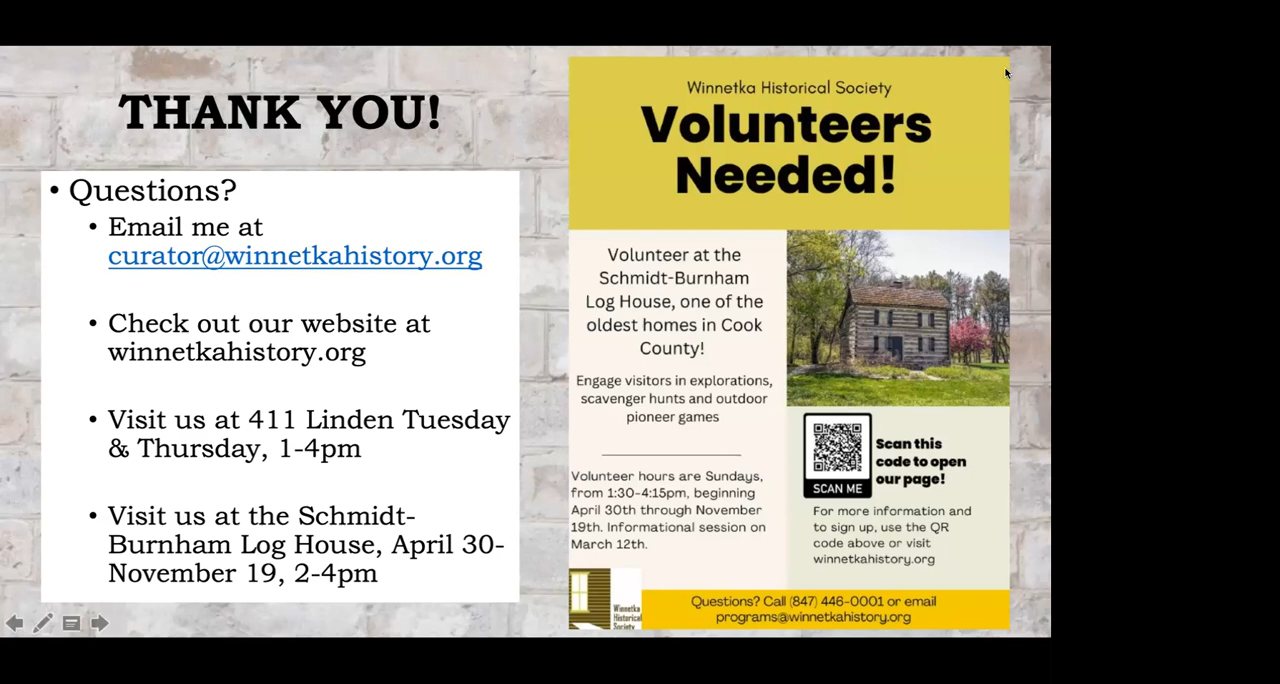 THANK YOU!
• Questions?
• Email me at
curator@winnetkahistory.org
• Check out our website at
winnetkahistory.org
• Visit us at 411 Linden Tuesday
& Thursday, 1-4pm
• Visit us at the Schmidt-
Burnham Log House, April 30-
November 19, 2-4pm
Winnetka Historical Society
Volunteers
Needed!
Volunteer at the
Schmidt-Burnham
Log House, one of the
oldest homes in Cook
County!
Engage visitors in explorations,
scavenger hunts and outdoor
pioneer games
Volunteer hours are Sundays,
from 1:30-4:15pm, beginning
April 30th through November
19th. Informational session on
March 12th.
SCAN ME
Scan this
code to open
our page!
For more information and
to sign up, use the QR
code above or visit
winnetkahistory.org
Winnetka
Historical
Society
Questions? Call (847) 446-0001 or email
programs@winnetkahistory.org